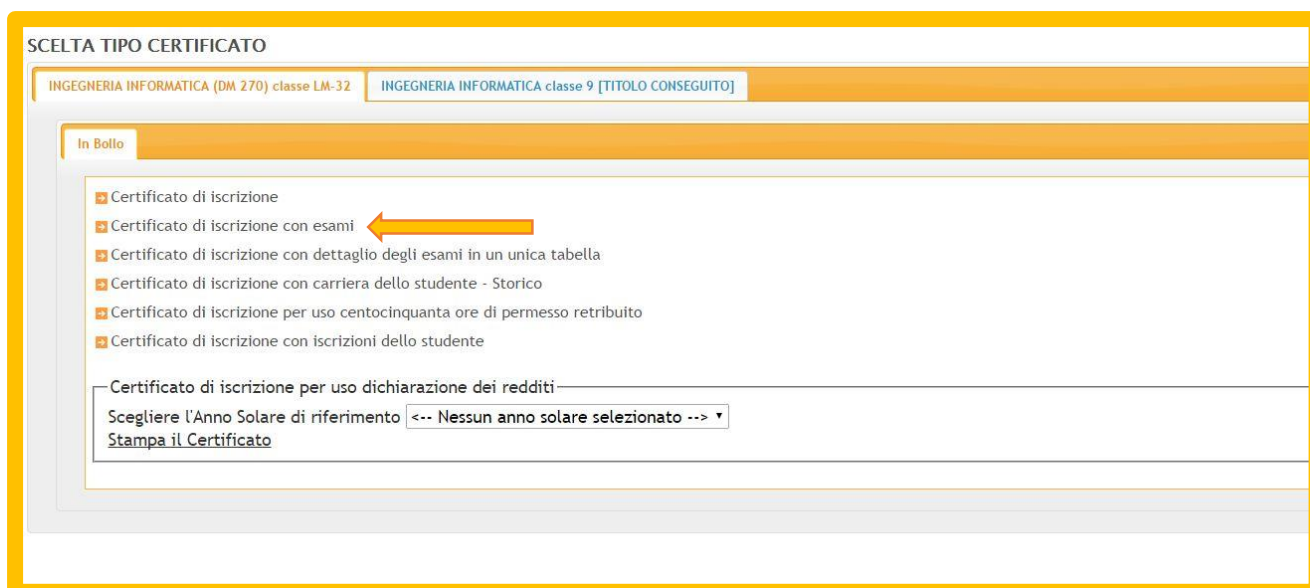 SCELTA TIPO CERTIFICATO
INGEGNERIA INFORMATICA (DM 270) classe LM-32
INGEGNERIA INFORMATICA classe 9 [TITOLO CONSEGUITO]
In Bollo
Certificato di iscrizione
Certificato di iscrizione con esami
Certificato di iscrizione con dettaglio degli esami in un unica tabella
Certificato di iscrizione con carriera dello studente - Storico
Certificato di iscrizione per uso centocinquanta ore di permesso retribuito
Certificato di iscrizione con iscrizioni dello studente
Certificato di iscrizione per uso dichiarazione dei redditi
Scegliere l'Anno Solare di riferimento <-- Nessun anno solare selezionato -->
Stampa il Certificato